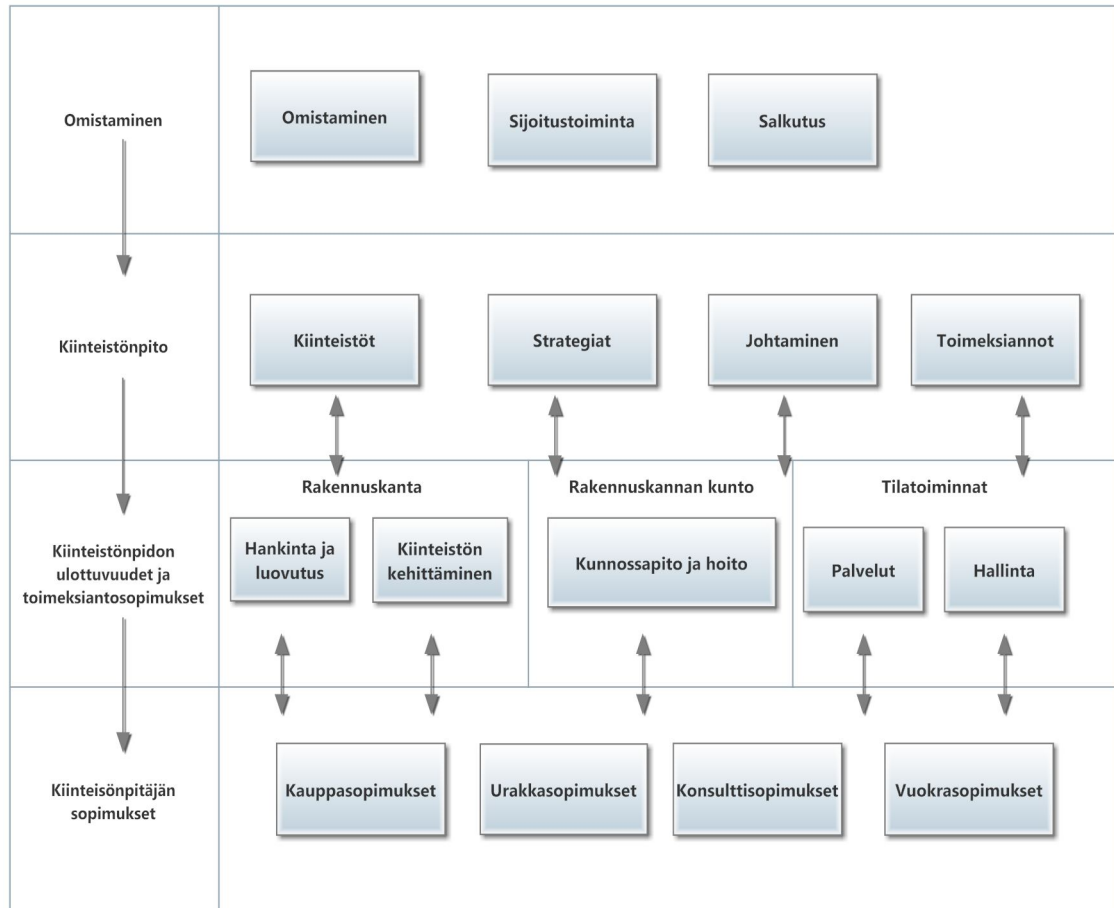 Omistaminen
Omistaminen
Sijoitustoiminta
Salkutus
Kiinteistönpito
Kiinteistöt
Strategiat
Johtaminen
Toimeksiannot
Kiinteistönpidon
ulottuvuudet ja
toimeksiantosopimukset
Rakennuskanta
Hankinta ja
luovutus
Kiinteistön
kehittäminen
Rakennuskannan kunto
Kunnossapito ja hoito
Tilatoiminnat
Palvelut
Hallinta
Kiinteisönpitäjän
sopimukset
Kauppasopimukset
Urakkasopimukset
Konsulttisopimukset
Vuokrasopimukset